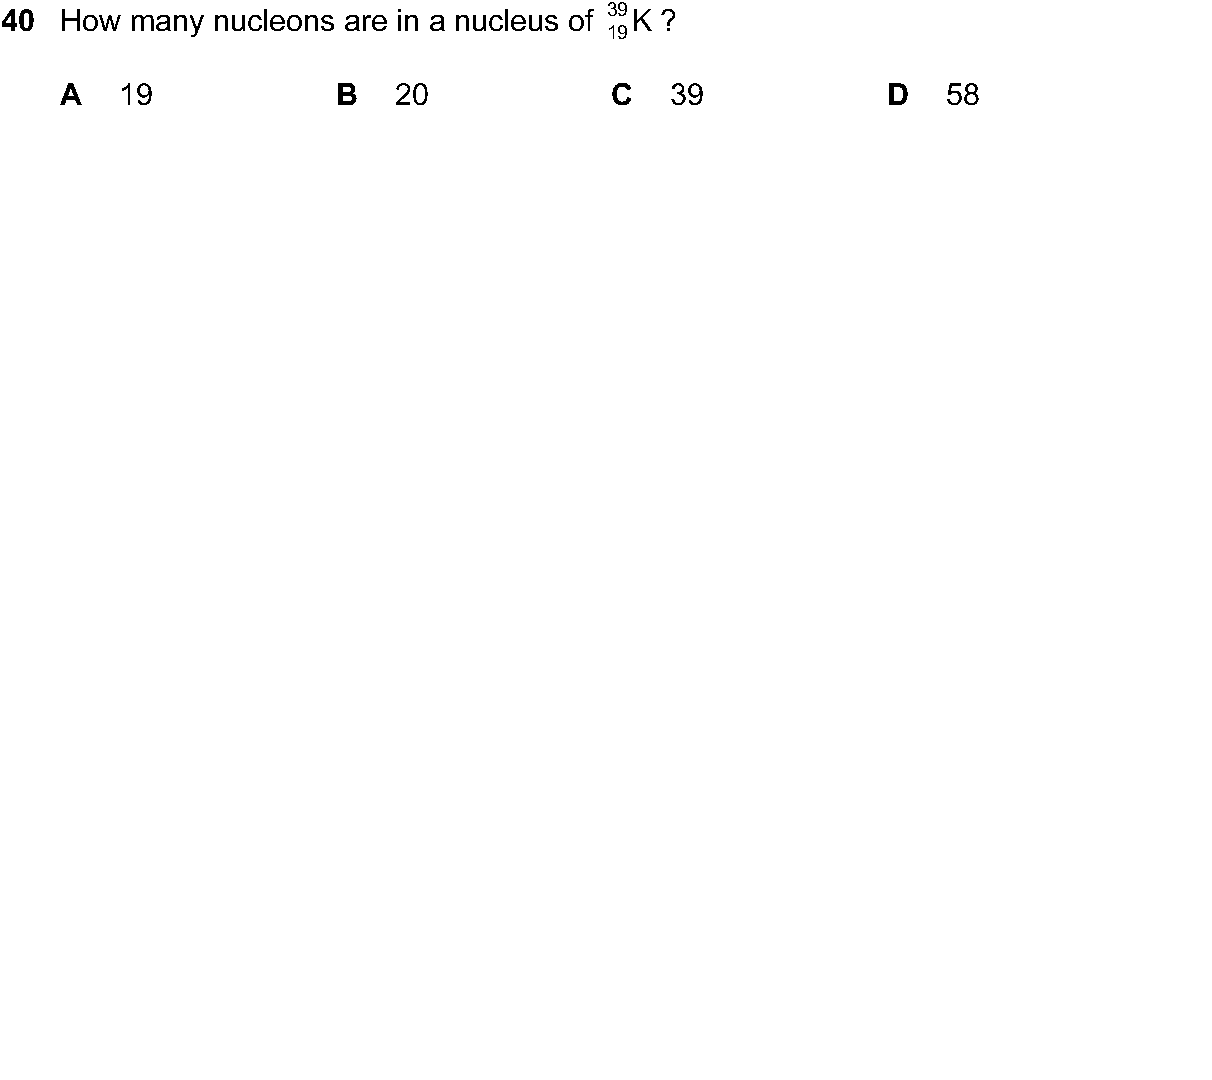 40 How many nucleons are in a nucleus of ³⁹₁₉K ?
A 19 B 20 C 39 D 58